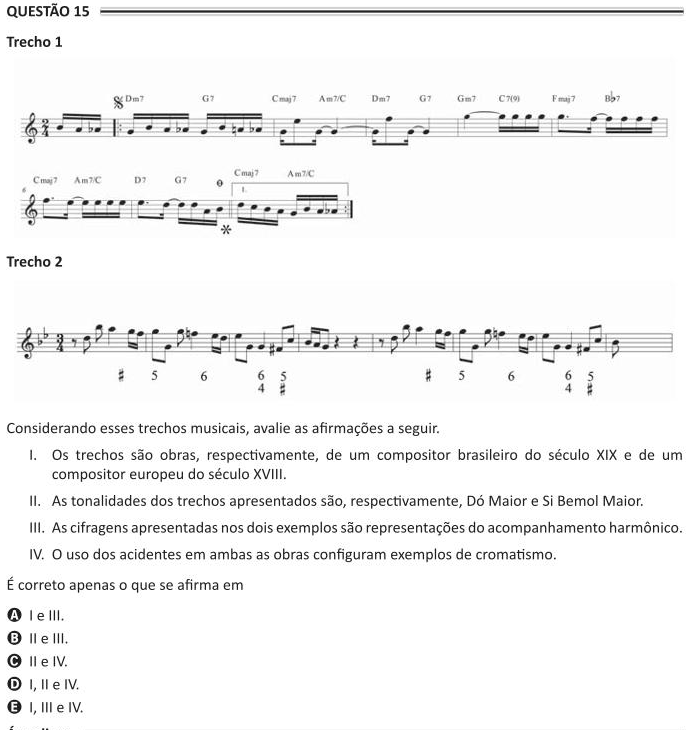 QUESTÃO 15
Trecho 1
Dm7 G7 Cmaj7 Am7/C Dm7 G7 Gm7 C7(9) Fmaj7 B♭7
Cmaj7 Am7/C D7 G7 Cmaj7 Am7/C
6
1.
Trecho 2
♯ 5 6 6 5 ♯ 5 6 6 5
4 ♯ 4 ♯
Considerando esses trechos musicais, avalie as afirmações a seguir.
I. Os trechos são obras, respectivamente, de um compositor brasileiro do século XIX e de um
compositor europeu do século XVIII.
II. As tonalidades dos trechos apresentados são, respectivamente, Dó Maior e Si Bemol Maior.
III. As cifragens apresentadas nos dois exemplos são representações do acompanhamento harmônico.
IV. O uso dos acidentes em ambas as obras configuram exemplos de cromatismo.
É correto apenas o que se afirma em
A I e III.
B II e III.
C II e IV.
D I, II e IV.
E I, III e IV.